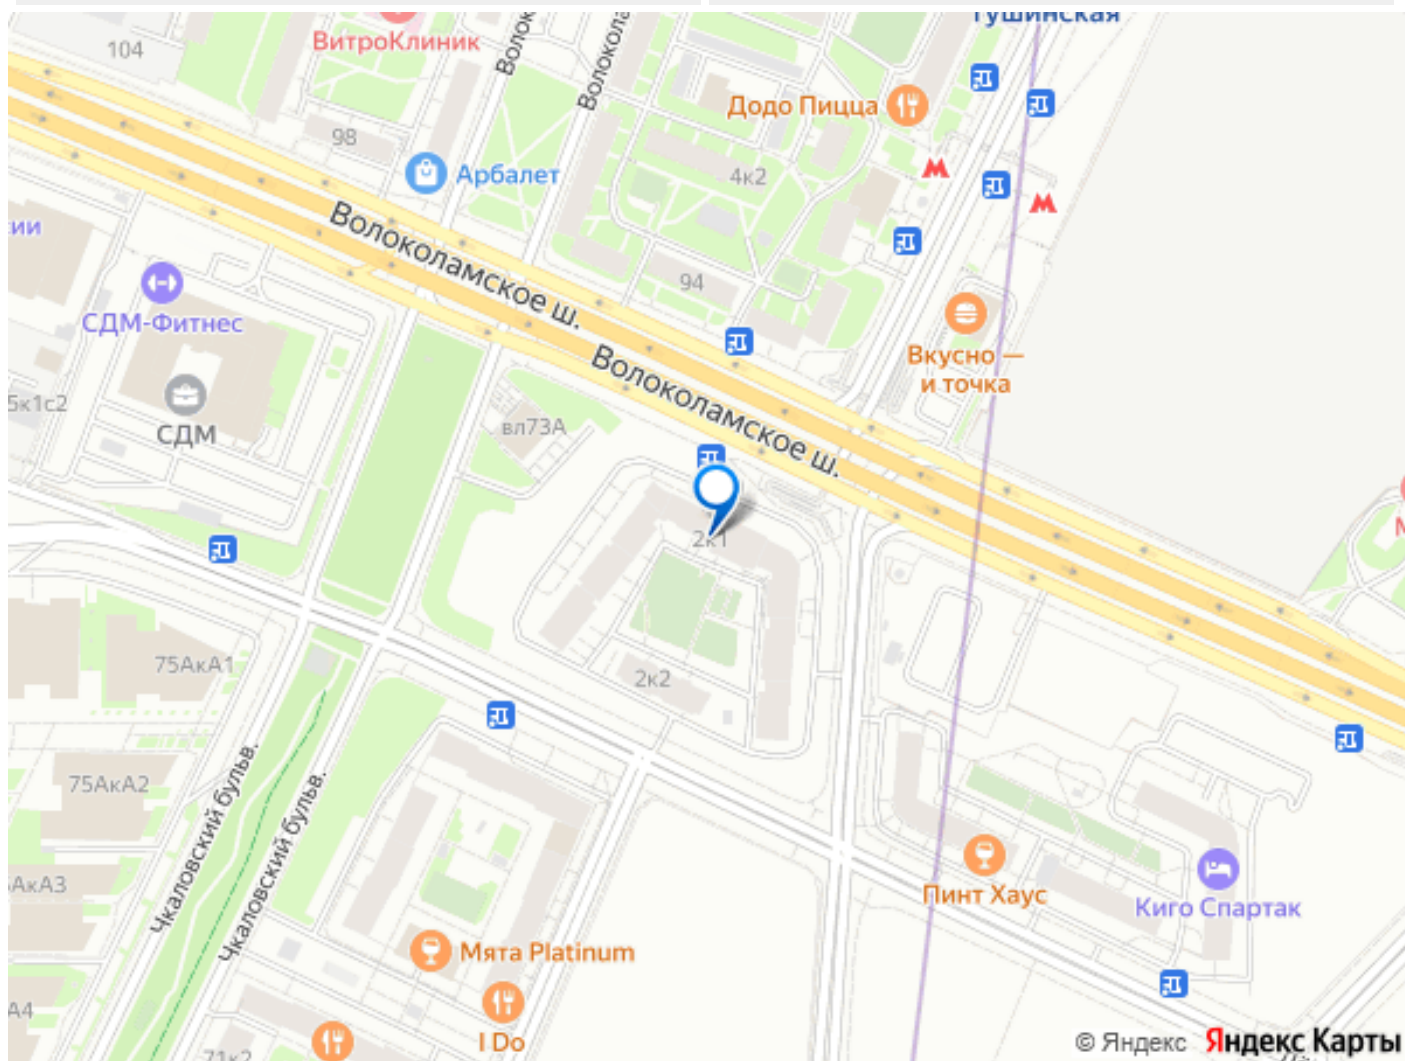 Тушинская
104
ВитроКлиник
Волок
Волокола
Додо Пицца
98
Арбалет
4к2
Волоколамское ш.
ии
94
СДМ-Фитнес
Вкусно —
и точка
Волоколамское ш.
5к1с2
СДМ
вл73А
2к1
75АкА1
2к2
75АкА2
Чкаловский бульв.
Чкаловский бульв.
5АкА3
Пинт Хаус
Киго Спартак
Мята Platinum
А4
I Do
71к2
© Яндекс Яндекс Карты